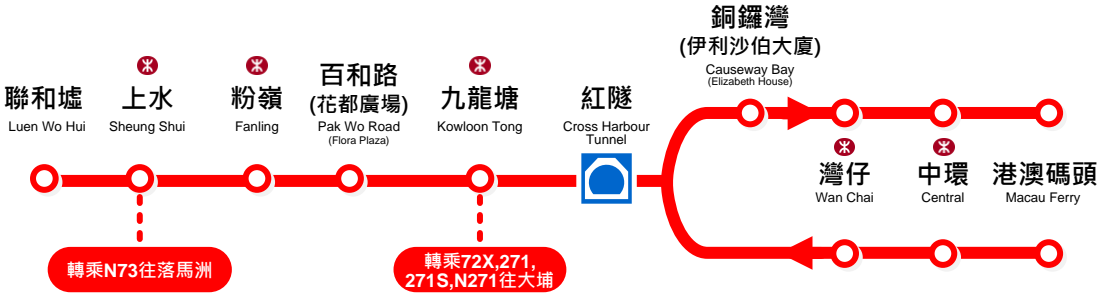 聯和墟
Luen Wo Hui
上水
Sheung Shui
粉嶺
Fanling
百和路
(花都廣場)
Pak Wo Road
(Flora Plaza)
九龍塘
Kowloon Tong
紅隧
Cross Harbour
Tunnel
銅鑼灣
(伊利沙伯大廈)
Causeway Bay
(Elizabeth House)
灣仔
Wan Chai
中環
Central
港澳碼頭
Macau Ferry
轉乘N73往落馬洲
轉乘72X,271,
271S,N271往大埔